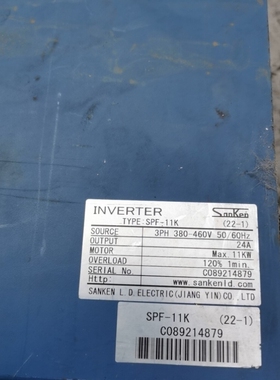 INVERTER SanKen
TYPE: SPF-11K (22-1)
SOURCE 3PH 380-460V 50/60Hz
OUTPUT 24A
MOTOR Max.11KW
OVERLOAD 120% 1min.
SERIAL No. C089214879
Http www.sankenld.com
SANKEN L.D.ELECTRIC(JIANG YIN)CO.,LTD
SPF-11K (22-1)
C089214879